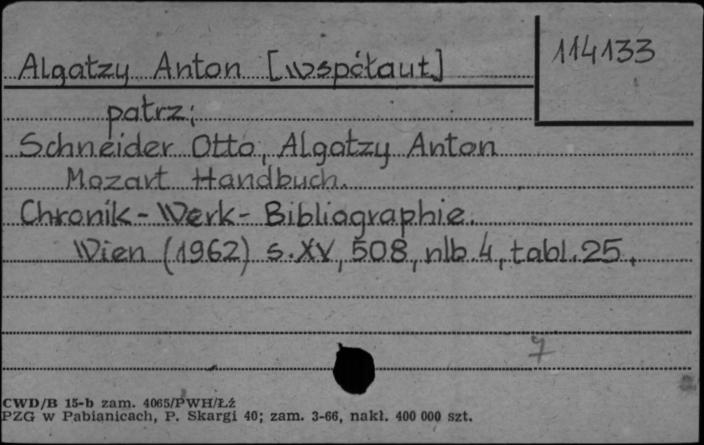 114133
Algatzy Anton [współaut.]
patrz:
Schneider Otto, Algatzy Anton
Mozart Handbuch.
Chronik-Werk-Bibliographie.
Wien (1962) s.XV, 508, nlb.4, tabl.25.
7
CWD/B 15-b zam. 4065/PWH/Łź
PZG w Pabianicach, P. Skargi 40; zam. 3-66, nakł. 400 000 szt.